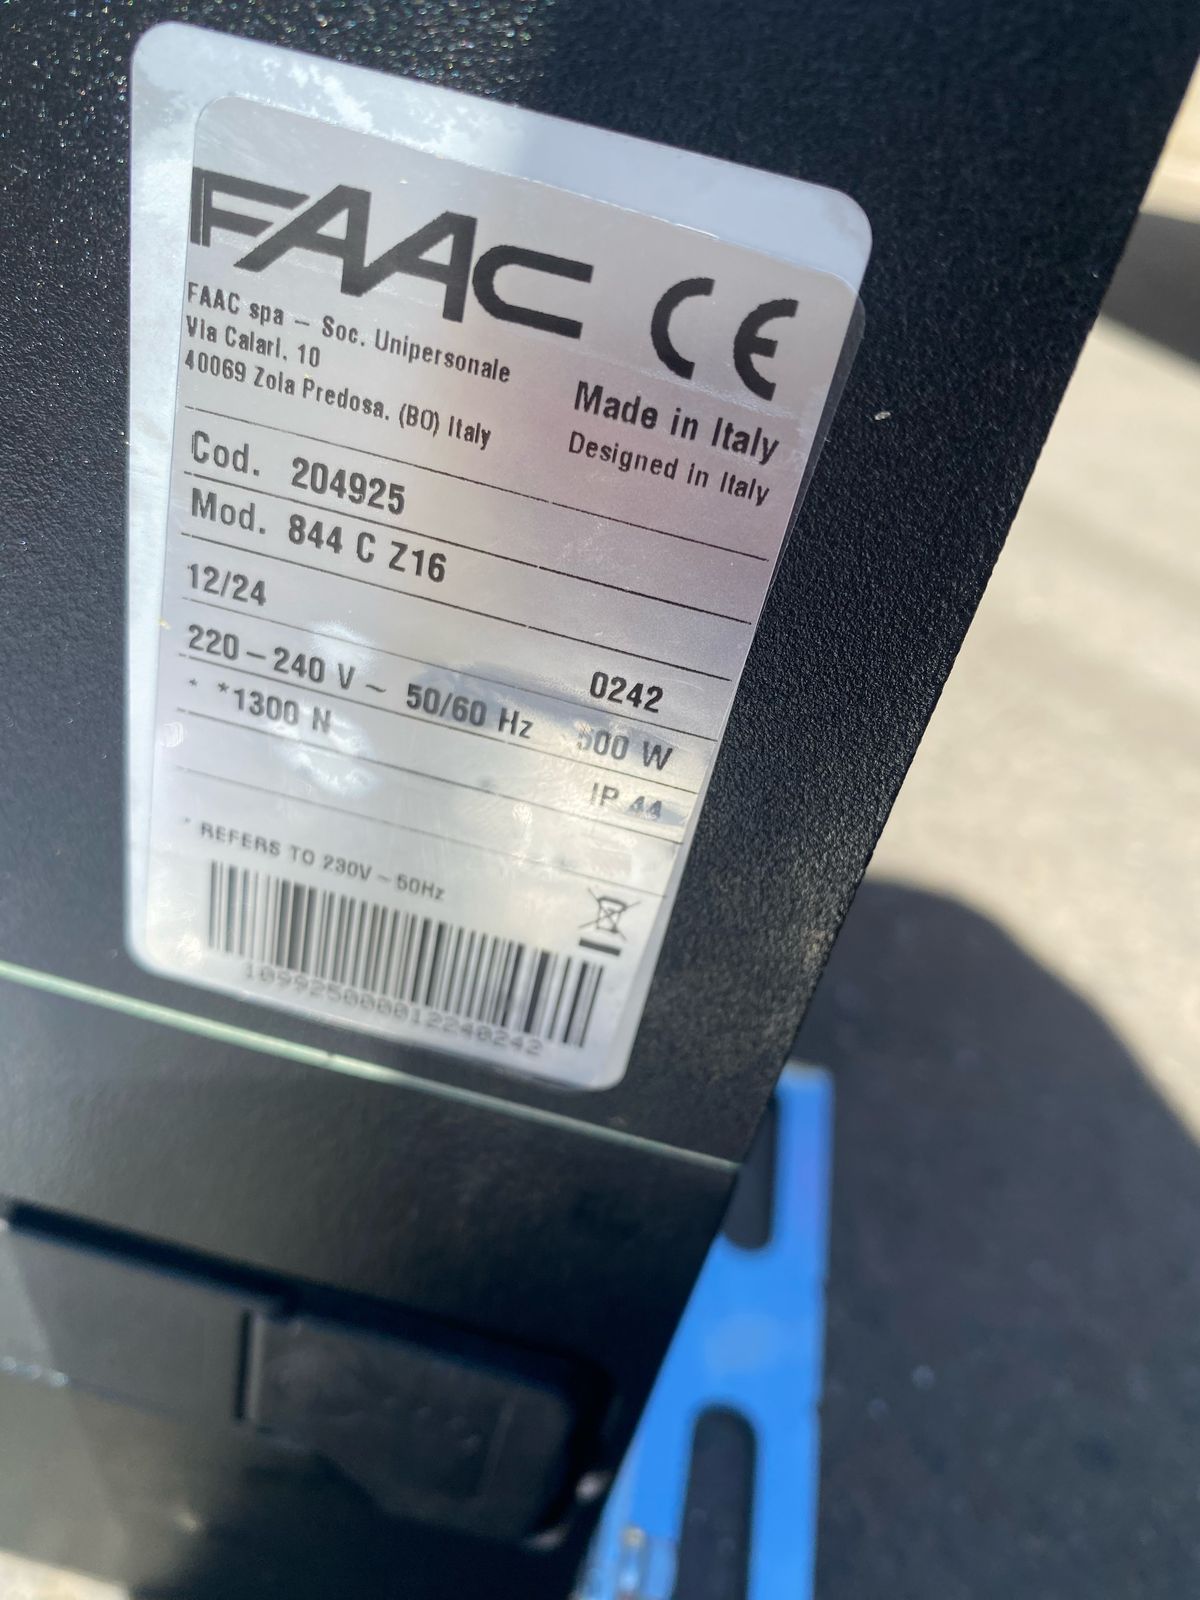 FAAC CE
FAAC spa – Soc. Unipersonale
Via Calari. 10
40069 Zola Predosa. (BO) Italy
Made in Italy
Designed in Italy
Cod. 204925
Mod. 844 C Z16
12/24 0242
220–240 V ~ 50/60 Hz 500 W
* *1300 N IP 44
* REFERS TO 230V ~ 50Hz